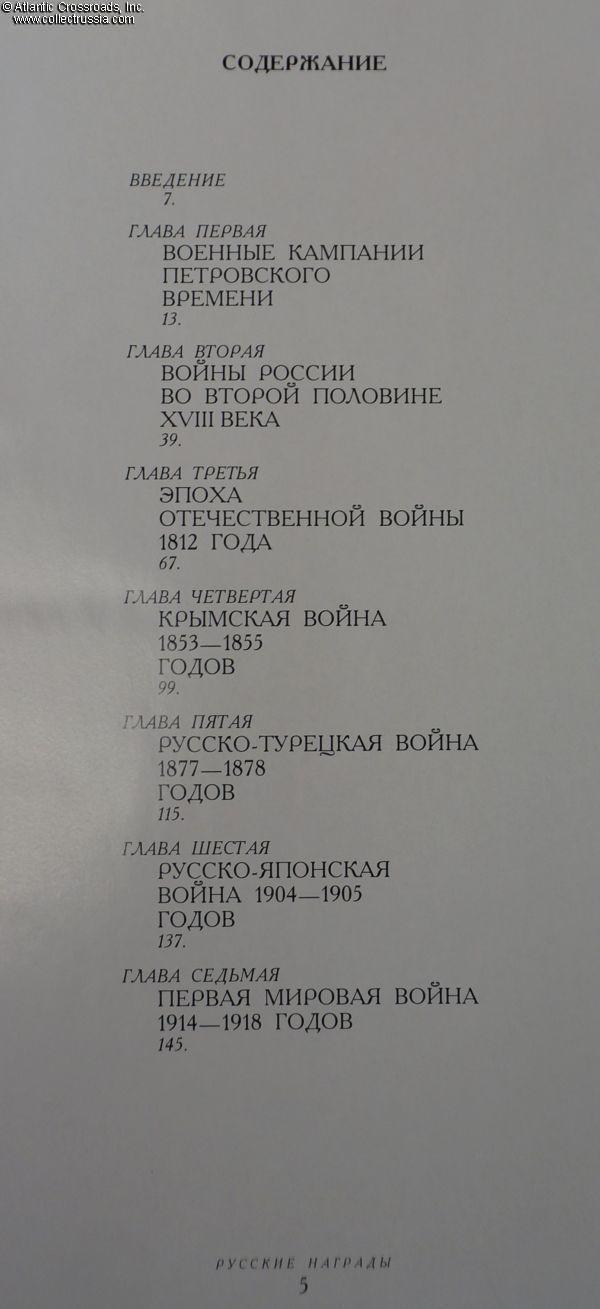 © Atlantic Crossroads, Inc.
www.collectrussia.com
СОДЕРЖАНИЕ
ВВЕДЕНИЕ
7.
ГЛАВА ПЕРВАЯ
ВОЕННЫЕ КАМПАНИИ
ПЕТРОВСКОГО
ВРЕМЕНИ
13.
ГЛАВА ВТОРАЯ
ВОЙНЫ РОССИИ
ВО ВТОРОЙ ПОЛОВИНЕ
XVIII ВЕКА
39.
ГЛАВА ТРЕТЬЯ
ЭПОХА
ОТЕЧЕСТВЕННОЙ ВОЙНЫ
1812 ГОДА
67.
ГЛАВА ЧЕТВЕРТАЯ
КРЫМСКАЯ ВОЙНА
1853—1855
ГОДОВ
99.
ГЛАВА ПЯТАЯ
РУССКО-ТУРЕЦКАЯ ВОЙНА
1877—1878
ГОДОВ
115.
ГЛАВА ШЕСТАЯ
РУССКО-ЯПОНСКАЯ
ВОЙНА 1904—1905
ГОДОВ
137.
ГЛАВА СЕДЬМАЯ
ПЕРВАЯ МИРОВАЯ ВОЙНА
1914—1918 ГОДОВ
145.
РУССКИЕ НАГРАДЫ
5